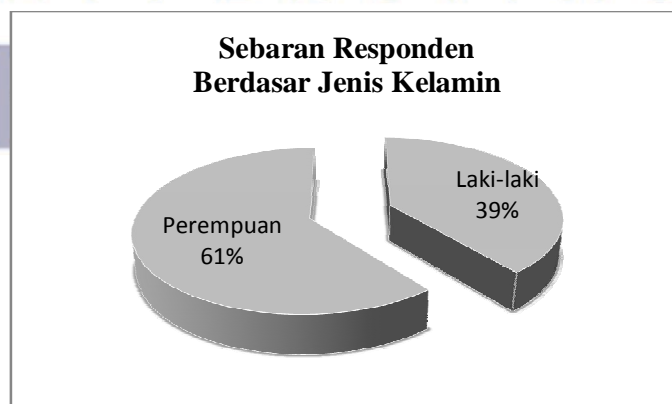 Sebaran Responden
Berdasar Jenis Kelamin
Laki-laki
39%
Perempuan
61%